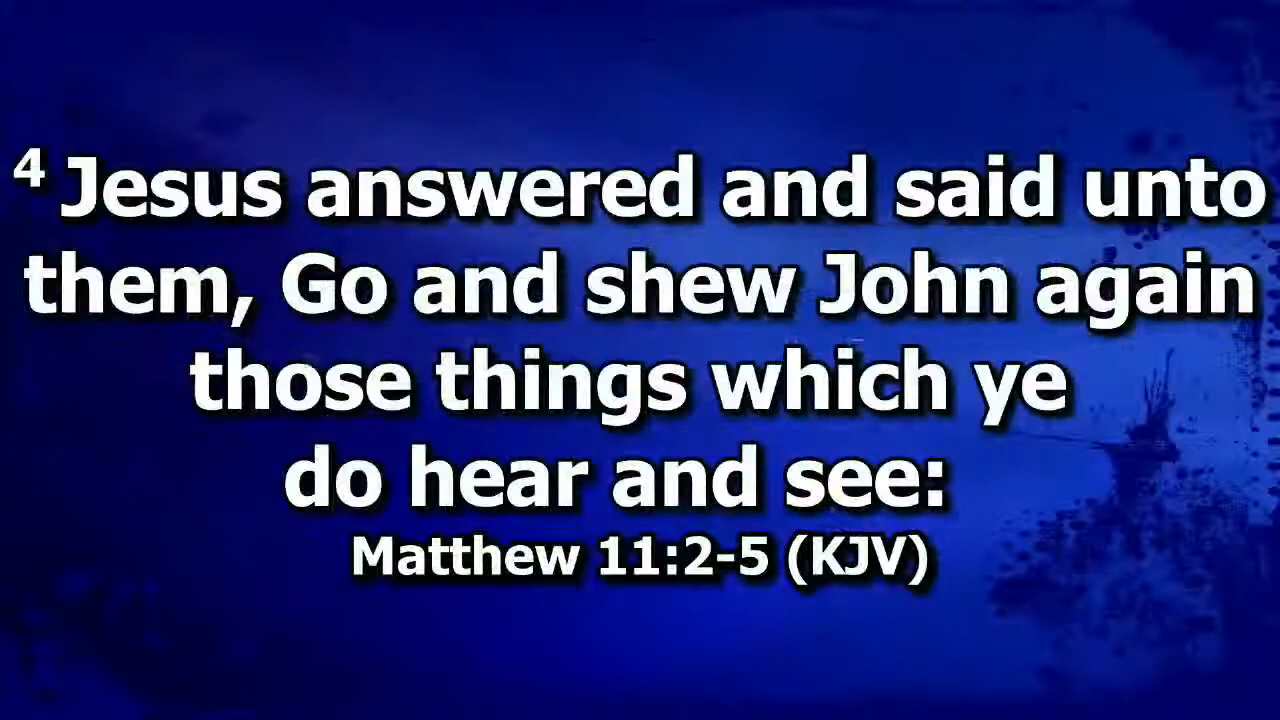 4 Jesus answered and said unto
them, Go and shew John again
those things which ye
do hear and see:
Matthew 11:2-5 (KJV)